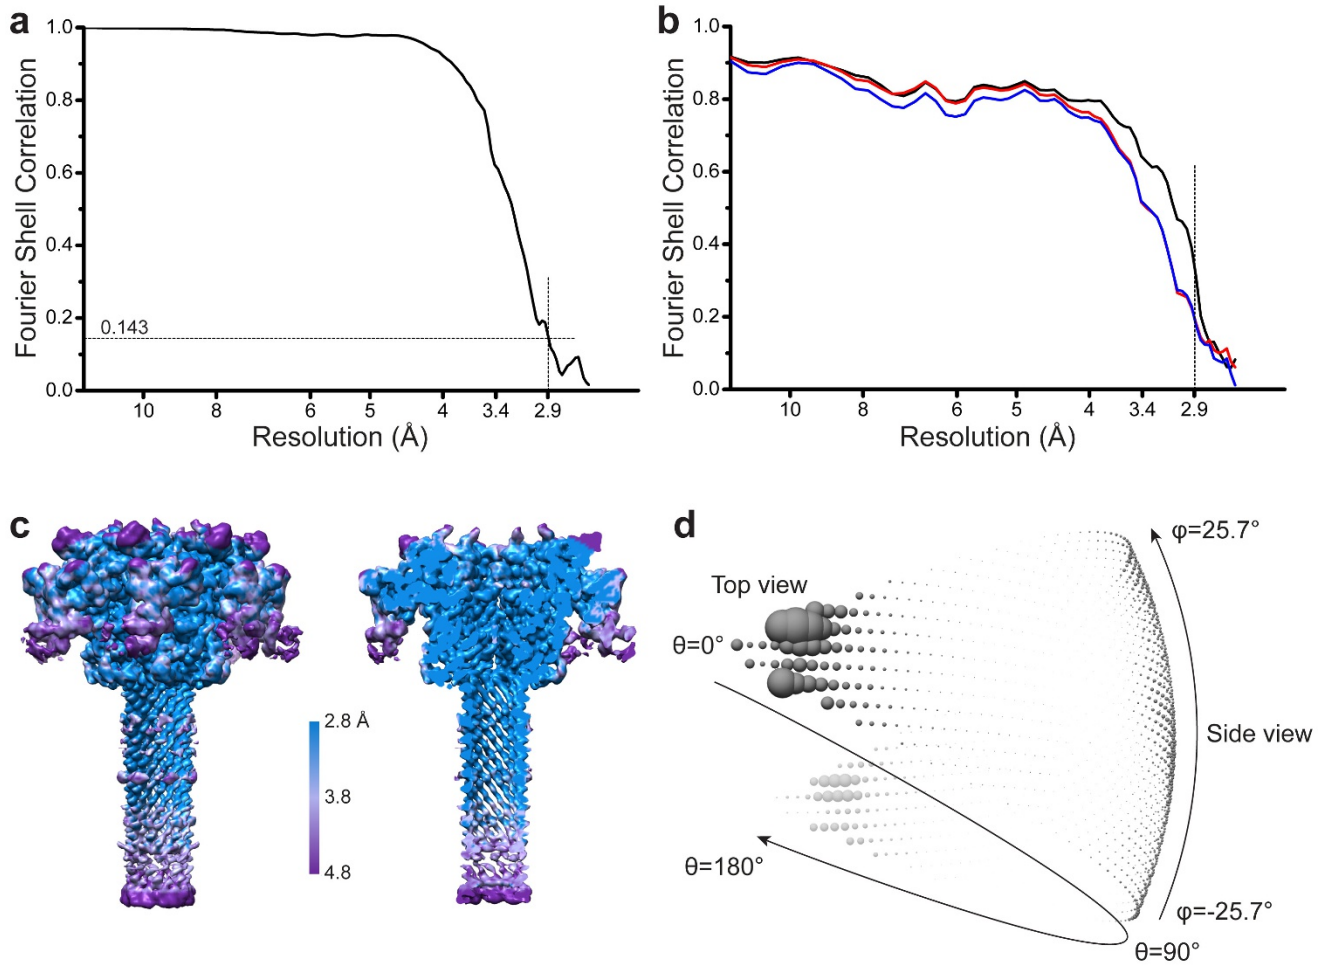 a
1.0
0.8
0.6
0.4
0.2
0.0
Fourier Shell Correlation
0.143
10 8 6 5 4 3.4 2.9
Resolution (Å)
b
1.0
0.8
0.6
0.4
0.2
0.0
Fourier Shell Correlation
10 8 6 5 4 3.4 2.9
Resolution (Å)
c
2.8 Å
3.8
4.8
d
φ=25.7°
Top view
θ=0°
Side view
θ=180°
φ=-25.7°
θ=90°